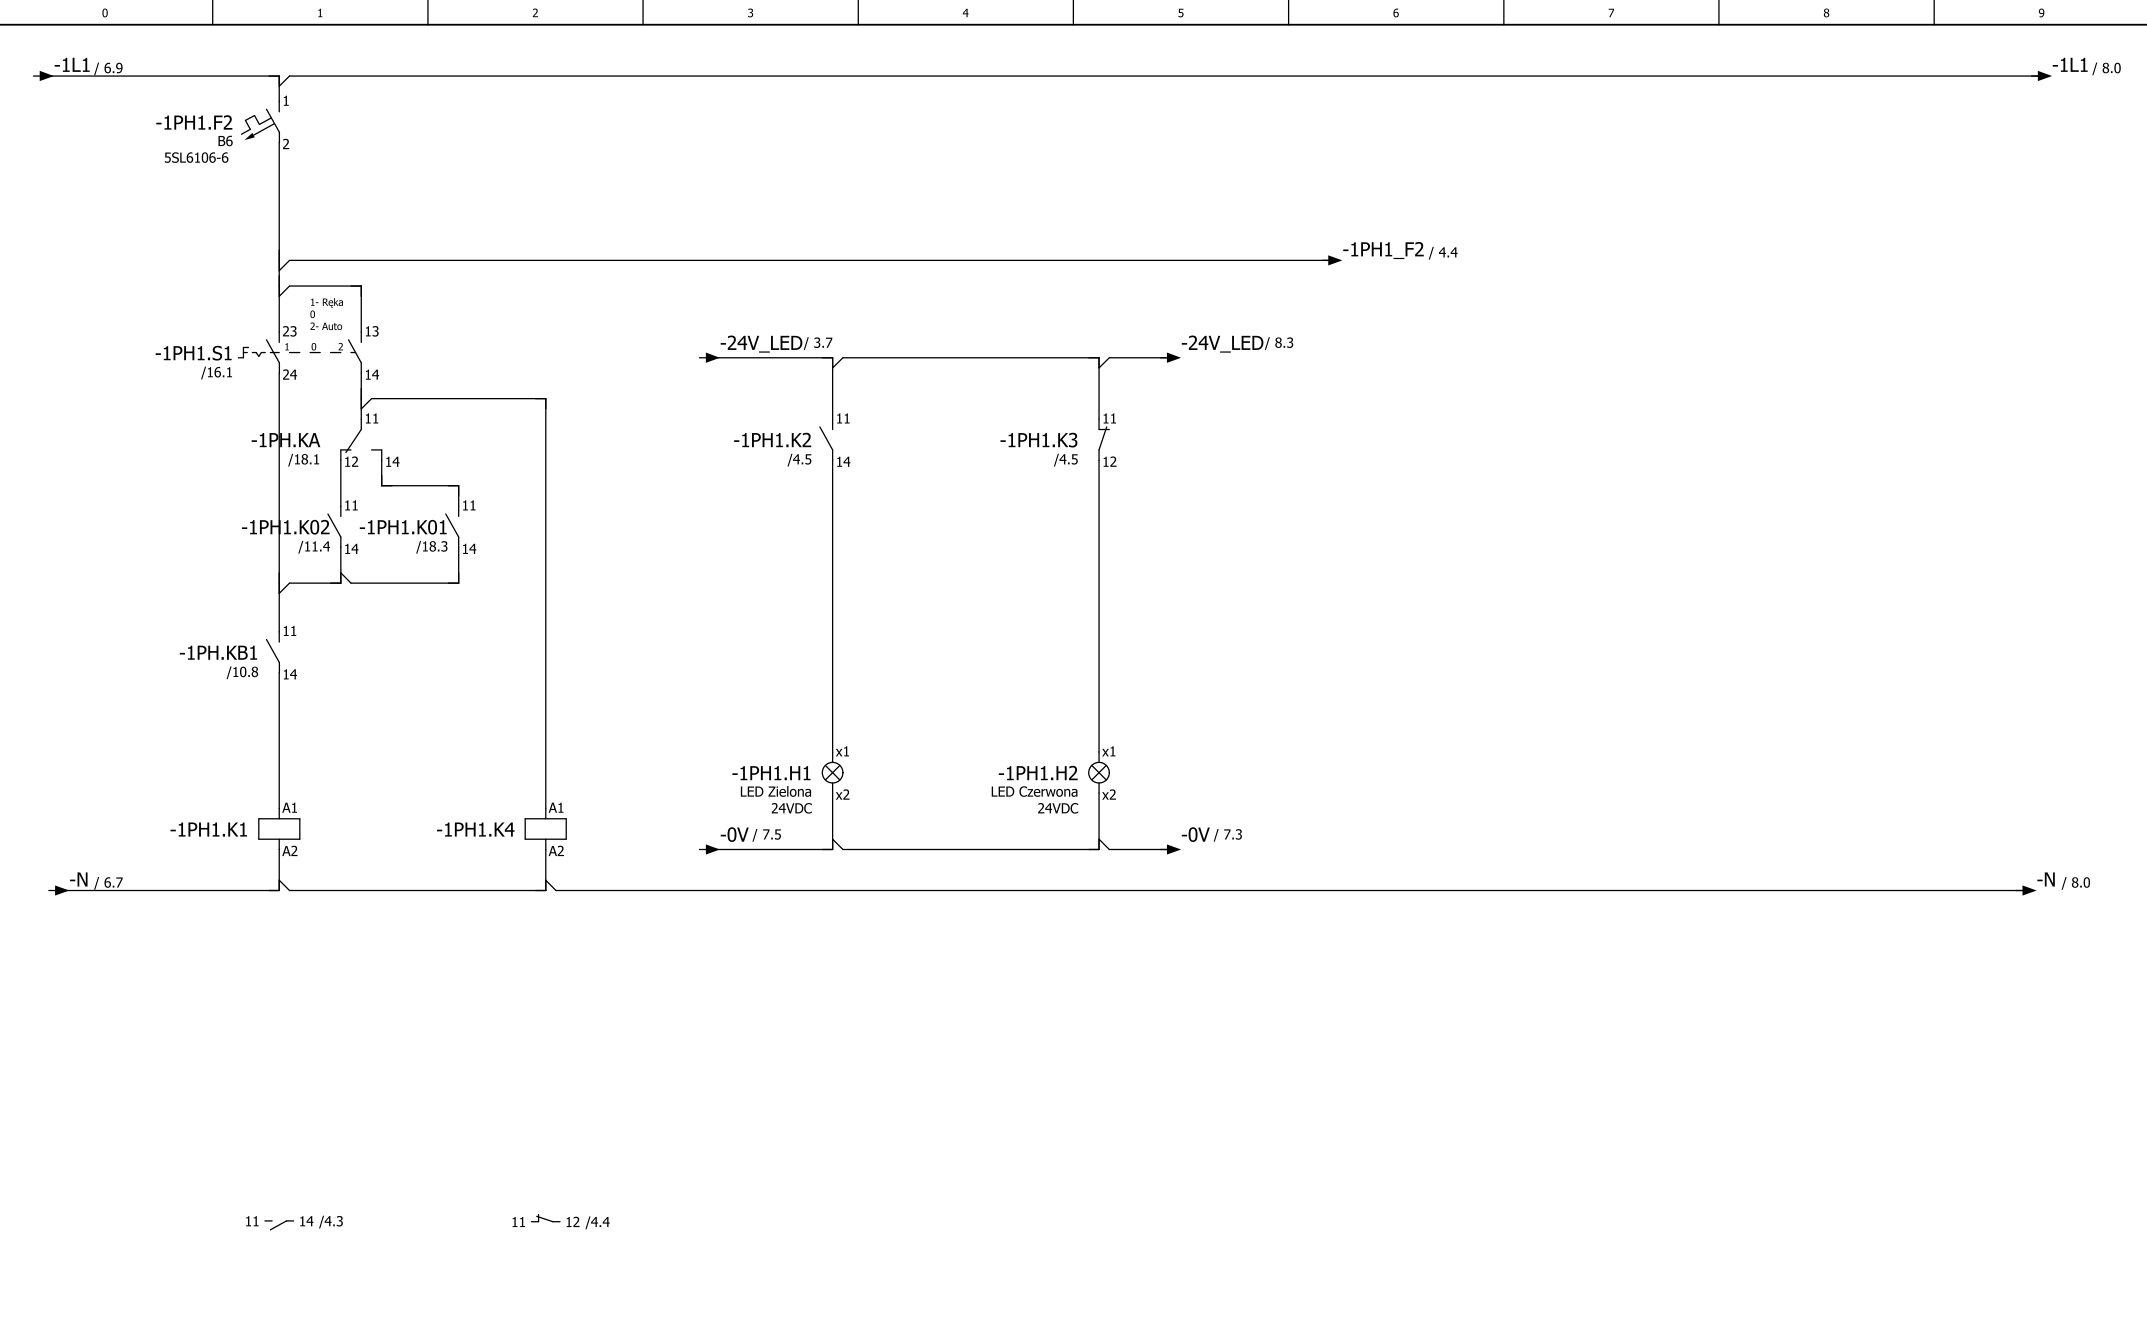 0 1 2 3 4 5 6 7 8 9
-1L1 / 6.9
-1L1 / 8.0
1
-1PH1.F2
B6
5SL6106-6
2
-1PH1_F2 / 4.4
1- Ręka
0
2- Auto
23
13
-1PH1.S1
1 0 2
/16.1
24
14
-24V_LED / 3.7
-24V_LED / 8.3
11
-1PH.KA
/18.1
12
14
11
-1PH1.K2
/4.5
14
11
-1PH1.K3
/4.5
12
11
-1PH1.K02
/11.4
14
11
-1PH1.K01
/18.3
14
11
-1PH.KB1
/10.8
14
x1
-1PH1.H1
LED Zielona
24VDC
x2
x1
-1PH1.H2
LED Czerwona
24VDC
x2
A1
-1PH1.K1
A2
A1
-1PH1.K4
A2
-0V / 7.5
-0V / 7.3
-N / 6.7
-N / 8.0
11 14 /4.3
11 12 /4.4